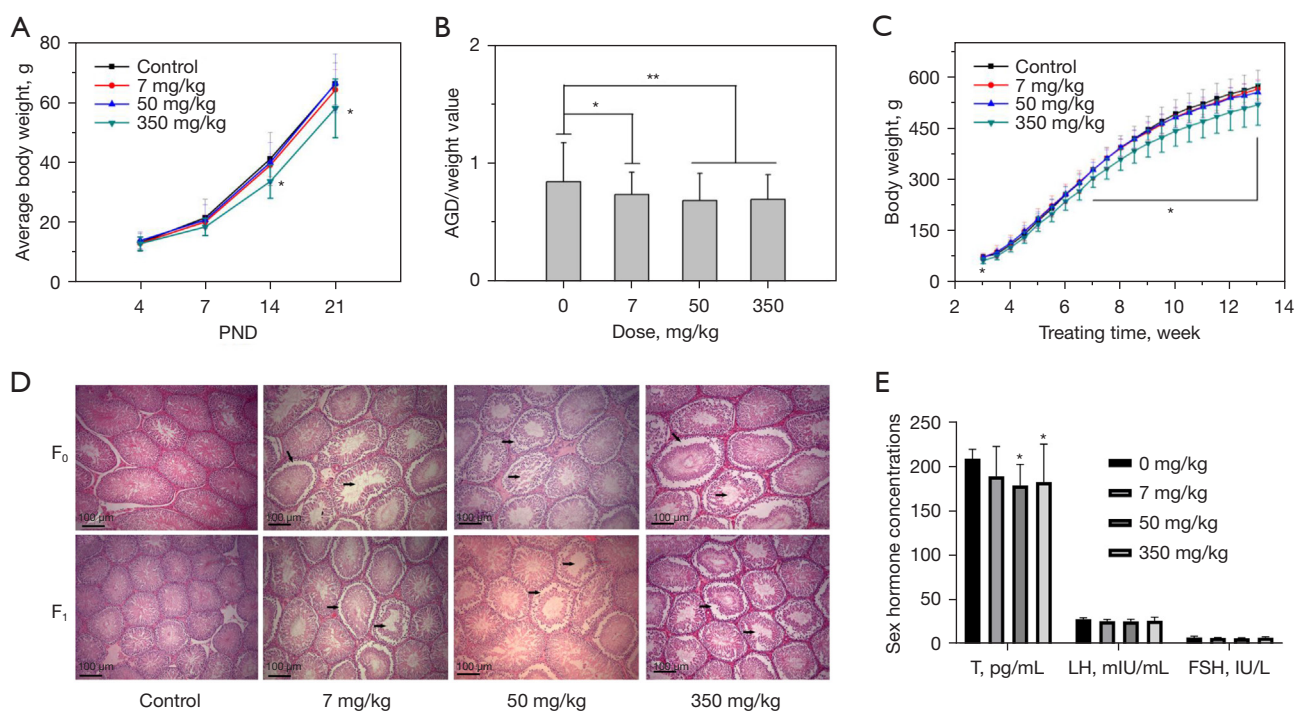 A
Average body weight, g
80
60
40
20
0
Control
7 mg/kg
50 mg/kg
350 mg/kg
*
*
4 7 14 21
PND
B
AGD/weight value
2
1
0
**
*
0 7 50 350
Dose, mg/kg
C
Body weight, g
600
450
300
150
0
Control
7 mg/kg
50 mg/kg
350 mg/kg
*
*
2 4 6 8 10 12 14
Treating time, week
D
F0
100 μm 100 μm 100 μm 100 μm
F1
100 μm 100 μm 100 μm 100 μm
Control 7 mg/kg 50 mg/kg 350 mg/kg
E
Sex hormone concentrations
250
200
150
100
50
0
* *
0 mg/kg
7 mg/kg
50 mg/kg
350 mg/kg
T, pg/mL LH, mIU/mL FSH, IU/L